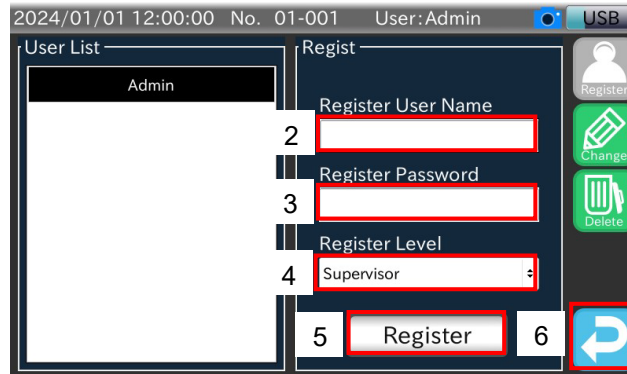 2024/01/01 12:00:00 No. 01-001 User:Admin USB
User List
Admin
Regist
Register User Name
2
Register Password
3
Register Level
4
Supervisor
5
Register
6
Register
Change
Delete